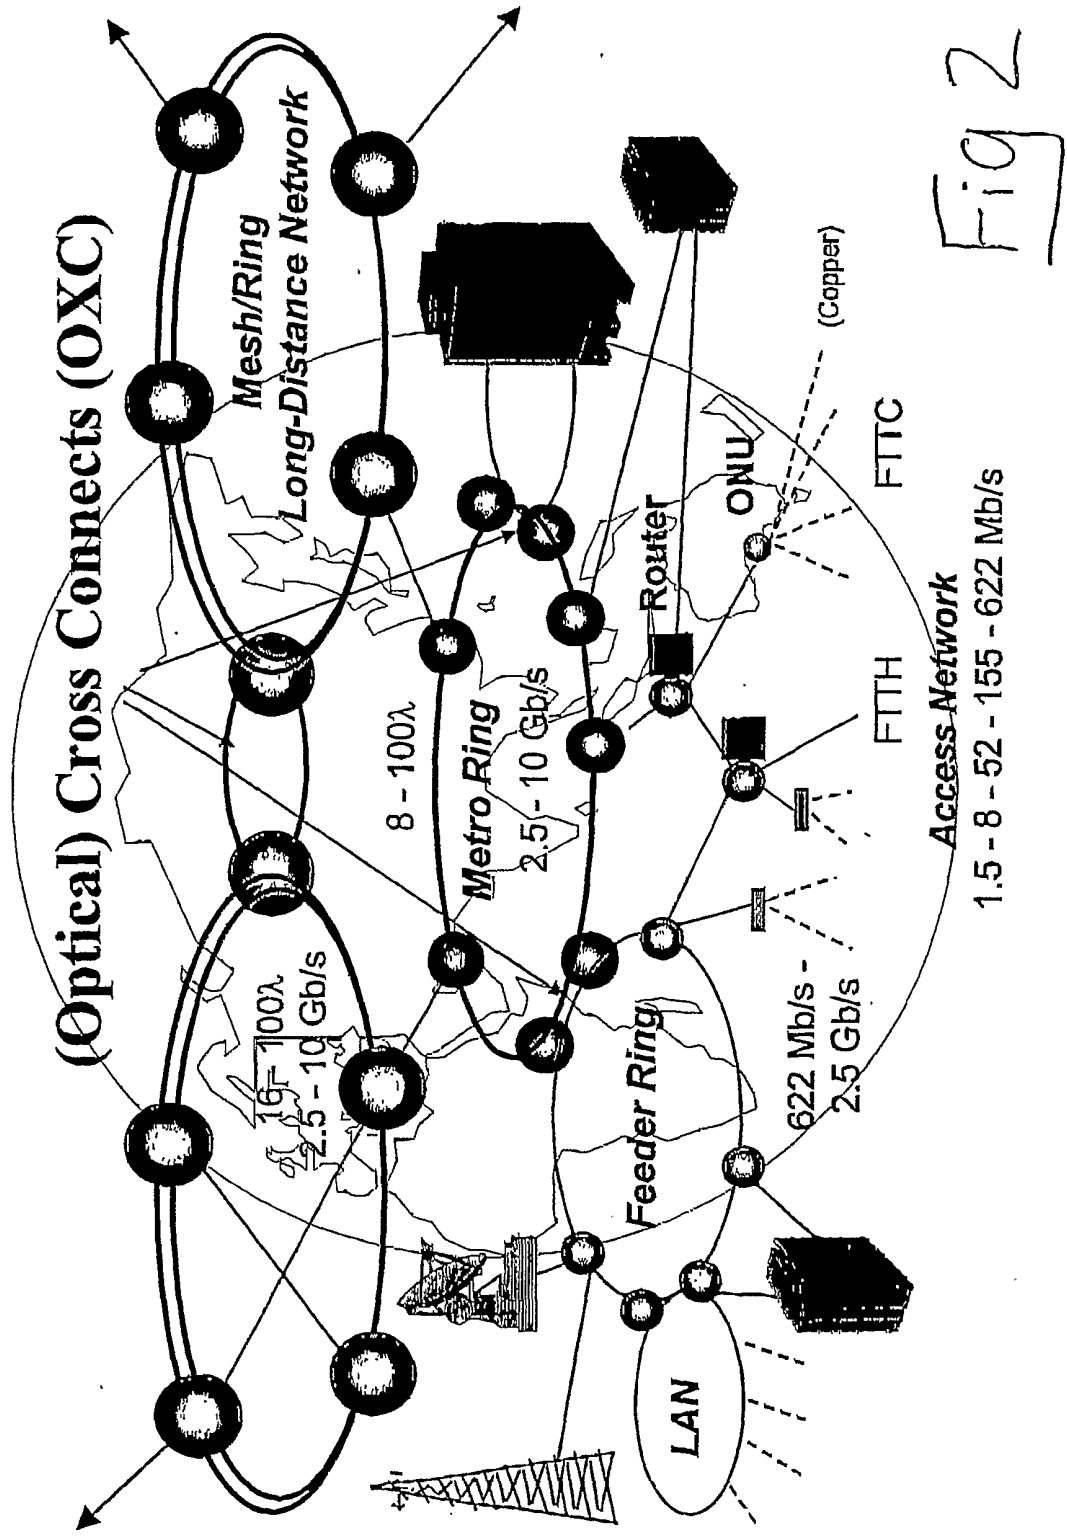 (Optical) Cross Connects (OXC)
Mesh/Ring
Long-Distance Network
16 - 100λ
2.5 - 10 Gb/s
8 - 100λ
Metro Ring
2.5 - 10 Gb/s
Router
ONU
(Copper)
Feeder Ring
622 Mb/s -
2.5 Gb/s
LAN
FTTH
FTTC
Access Network
1.5 - 8 - 52 - 155 - 622 Mb/s
Fig 2